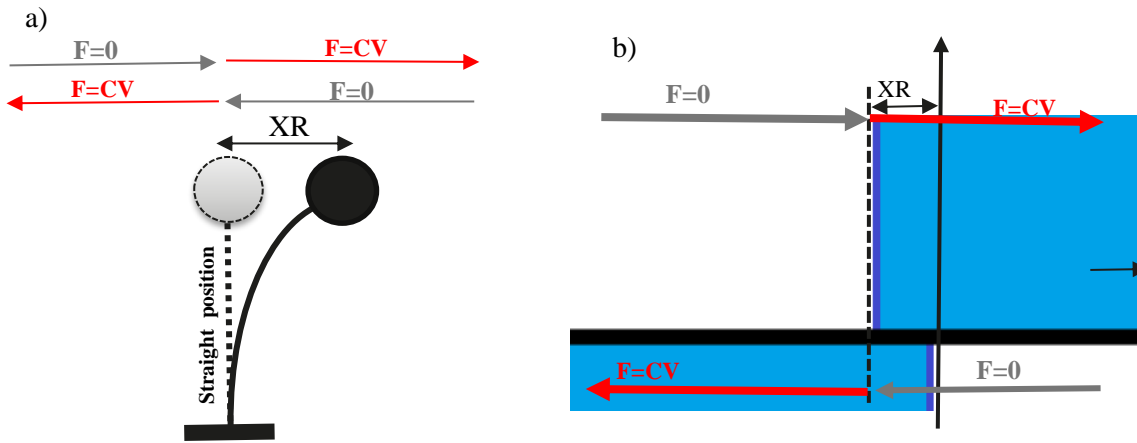 a)
F=0
F=CV
F=CV
F=0
XR
Straight position
b)
F=0
XR
F=CV
F=CV
F=0